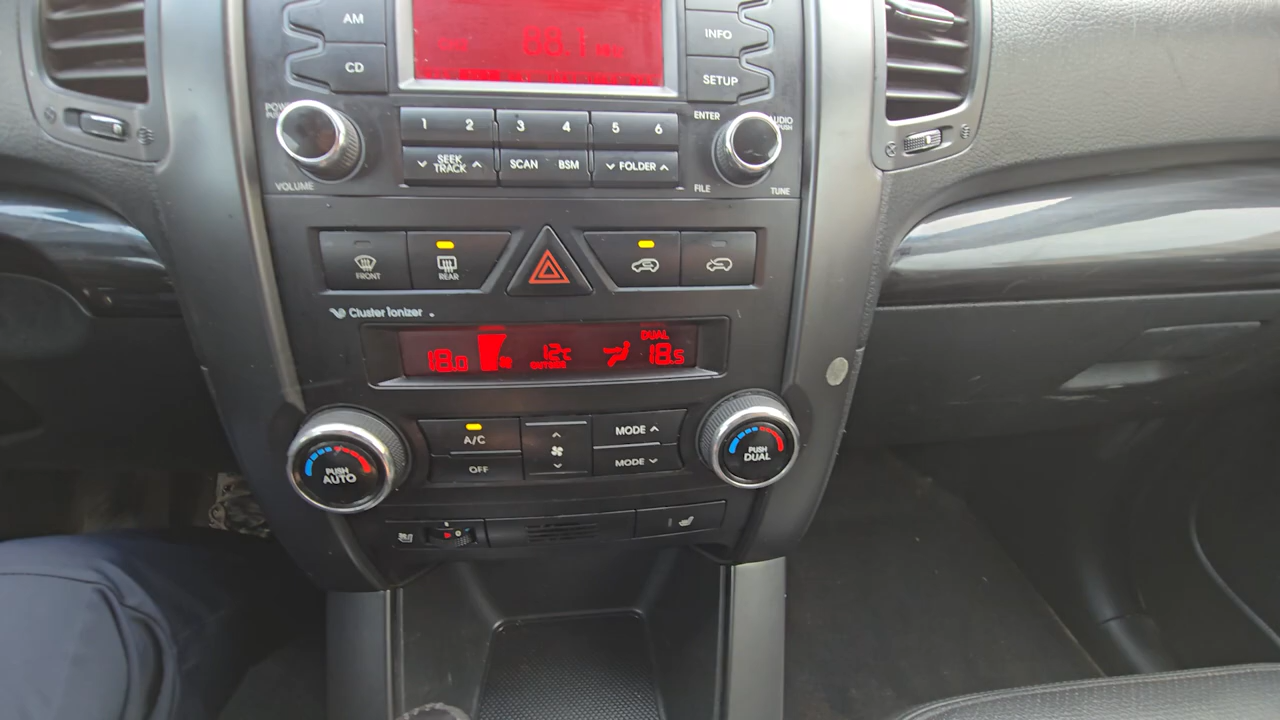 AM
INFO
CD
SETUP
88.1 MHz
1 2 3 4 5 6
ENTER
AUDIO
SEEK
TRACK
SCAN BSM
FOLDER
VOLUME
FILE
TUNE
FRONT
REAR
Cluster Ionizer
18.0
12°C
OUTSIDE
DUAL
18.5
A/C
OFF
MODE
MODE
PUSH
AUTO
PUSH
DUAL